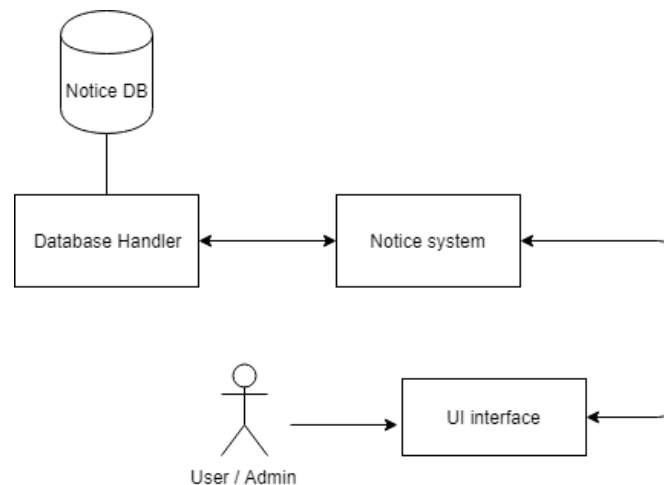 Notice DB
Database Handler
Notice system
UI interface
User / Admin